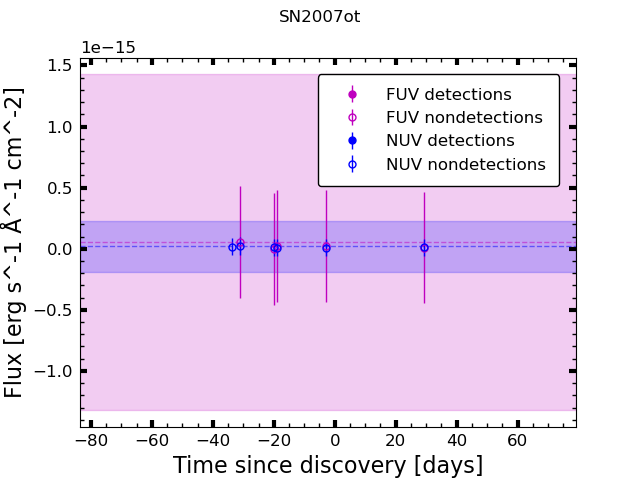 SN2007ot
1e−15
1.5
1.0
0.5
0.0
−0.5
−1.0
Flux [erg s^-1 Å^-1 cm^-2]
FUV detections
FUV nondetections
NUV detections
NUV nondetections
−80 −60 −40 −20 0 20 40 60
Time since discovery [days]